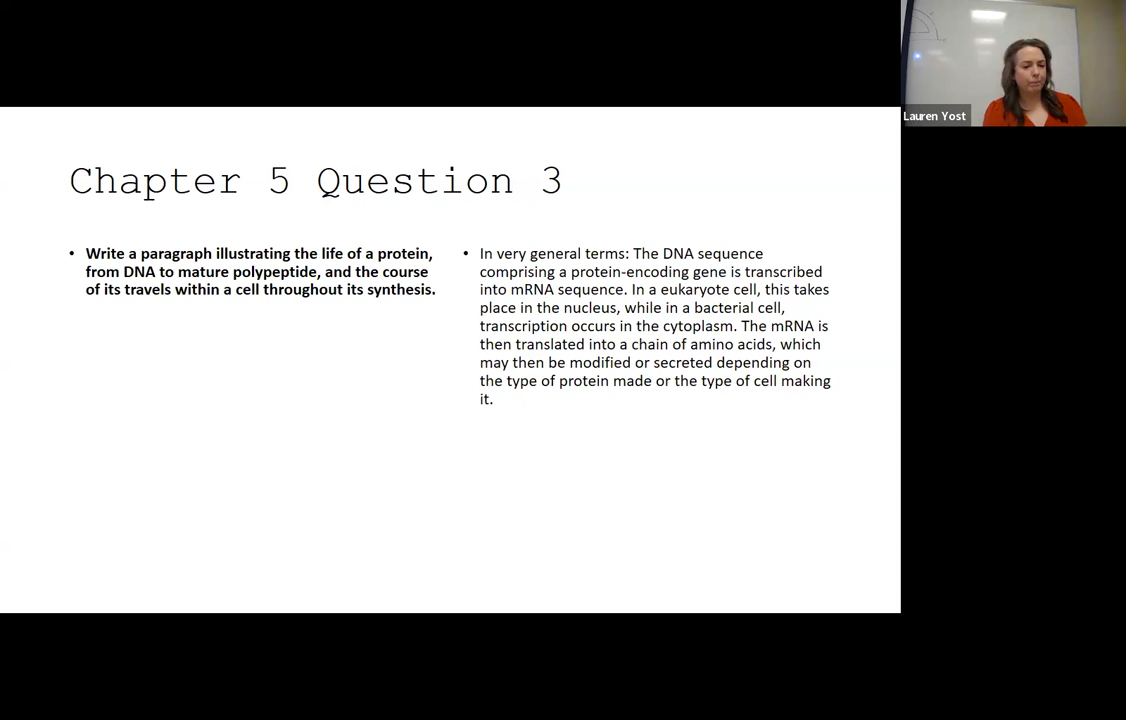 Lauren Yost
Chapter 5 Question 3
• Write a paragraph illustrating the life of a protein,
from DNA to mature polypeptide, and the course
of its travels within a cell throughout its synthesis.
• In very general terms: The DNA sequence
comprising a protein-encoding gene is transcribed
into mRNA sequence. In a eukaryote cell, this takes
place in the nucleus, while in a bacterial cell,
transcription occurs in the cytoplasm. The mRNA is
then translated into a chain of amino acids, which
may then be modified or secreted depending on
the type of protein made or the type of cell making
it.